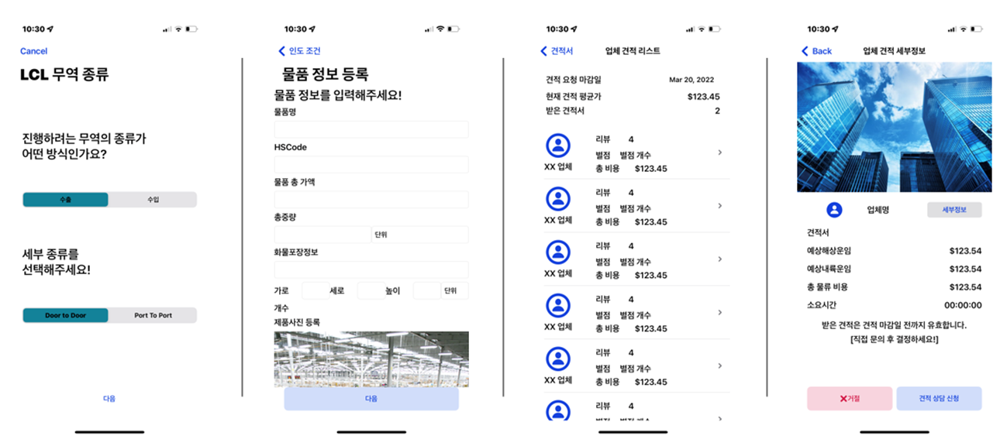 10:30
Cancel
LCL 무역 종류
진행하려는 무역의 종류가
어떤 방식인가요?
수출 수입
세부 종류를
선택해주세요!
Door to Door Port To Port
다음
10:30
인도 조건
물품 정보 등록
물품 정보를 입력해주세요!
물품명
HSCode
물품 총 가액
총중량
단위
화물포장정보
가로 세로 높이 단위
개수
제품사진 등록
다음
10:30
견적서 업체 견적 리스트
견적 요청 마감일 Mar 20, 2022
현재 견적 평균가 $123.45
받은 견적서 2
리뷰 4
별점 별점 개수
XX 업체 총 비용 $123.45
리뷰 4
별점 별점 개수
XX 업체 총 비용 $123.45
리뷰 4
별점 별점 개수
XX 업체 총 비용 $123.45
리뷰 4
별점 별점 개수
XX 업체 총 비용 $123.45
리뷰 4
별점 별점 개수
XX 업체 총 비용 $123.45
리뷰 4
10:30
Back 업체 견적 세부정보
업체명 세부정보
견적서
예상해상운임 $123.54
예상내륙운임 $123.54
총 물류 비용 $123.54
소요시간 00:00:00
받은 견적은 견적 마감일 전까지 유효합니다.
[직접 문의 후 결정하세요!]
거절 견적 상담 신청